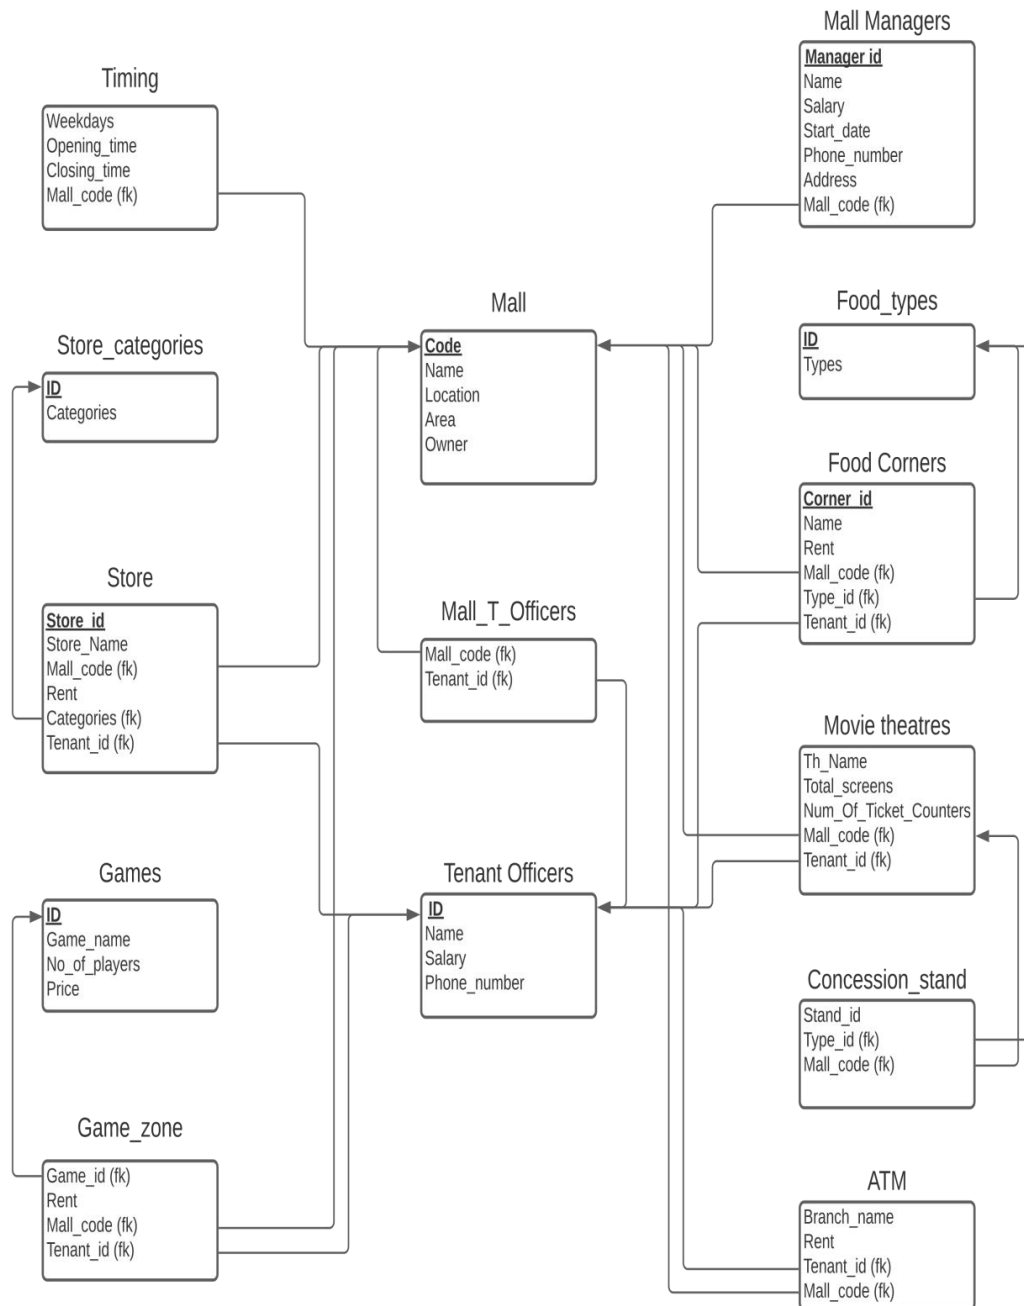 Mall Managers
Manager id
Name
Salary
Start_date
Phone_number
Address
Mall_code (fk)
Timing
Weekdays
Opening_time
Closing_time
Mall_code (fk)
Mall
Code
Name
Location
Area
Owner
Food_types
ID
Types
Store_categories
ID
Categories
Food Corners
Corner_id
Name
Rent
Mall_code (fk)
Type_id (fk)
Tenant_id (fk)
Store
Store_id
Store_Name
Mall_code (fk)
Rent
Categories (fk)
Tenant_id (fk)
Mall_T_Officers
Mall_code (fk)
Tenant_id (fk)
Movie theatres
Th_Name
Total_screens
Num_Of_Ticket_Counters
Mall_code (fk)
Tenant_id (fk)
Games
ID
Game_name
No_of_players
Price
Tenant Officers
ID
Name
Salary
Phone_number
Concession_stand
Stand_id
Type_id (fk)
Mall_code (fk)
Game_zone
Game_id (fk)
Rent
Mall_code (fk)
Tenant_id (fk)
ATM
Branch_name
Rent
Tenant_id (fk)
Mall_code (fk)